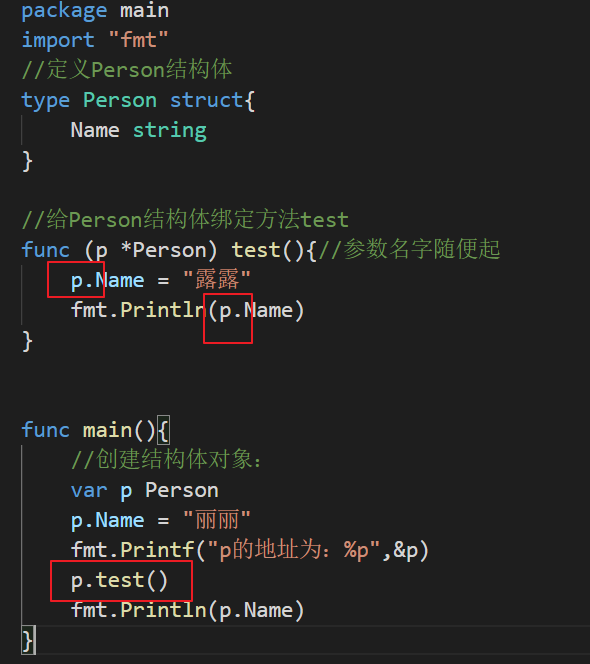 package main
import "fmt"
//定义Person结构体
type Person struct{
    Name string
}
//给Person结构体绑定方法test
func (p *Person) test(){//参数名字随便起
    p.Name = "露露"
    fmt.Println(p.Name)
}
func main(){
    //创建结构体对象：
    var p Person
    p.Name = "丽丽"
    fmt.Printf("p的地址为：%p",&p)
    p.test()
    fmt.Println(p.Name)
}